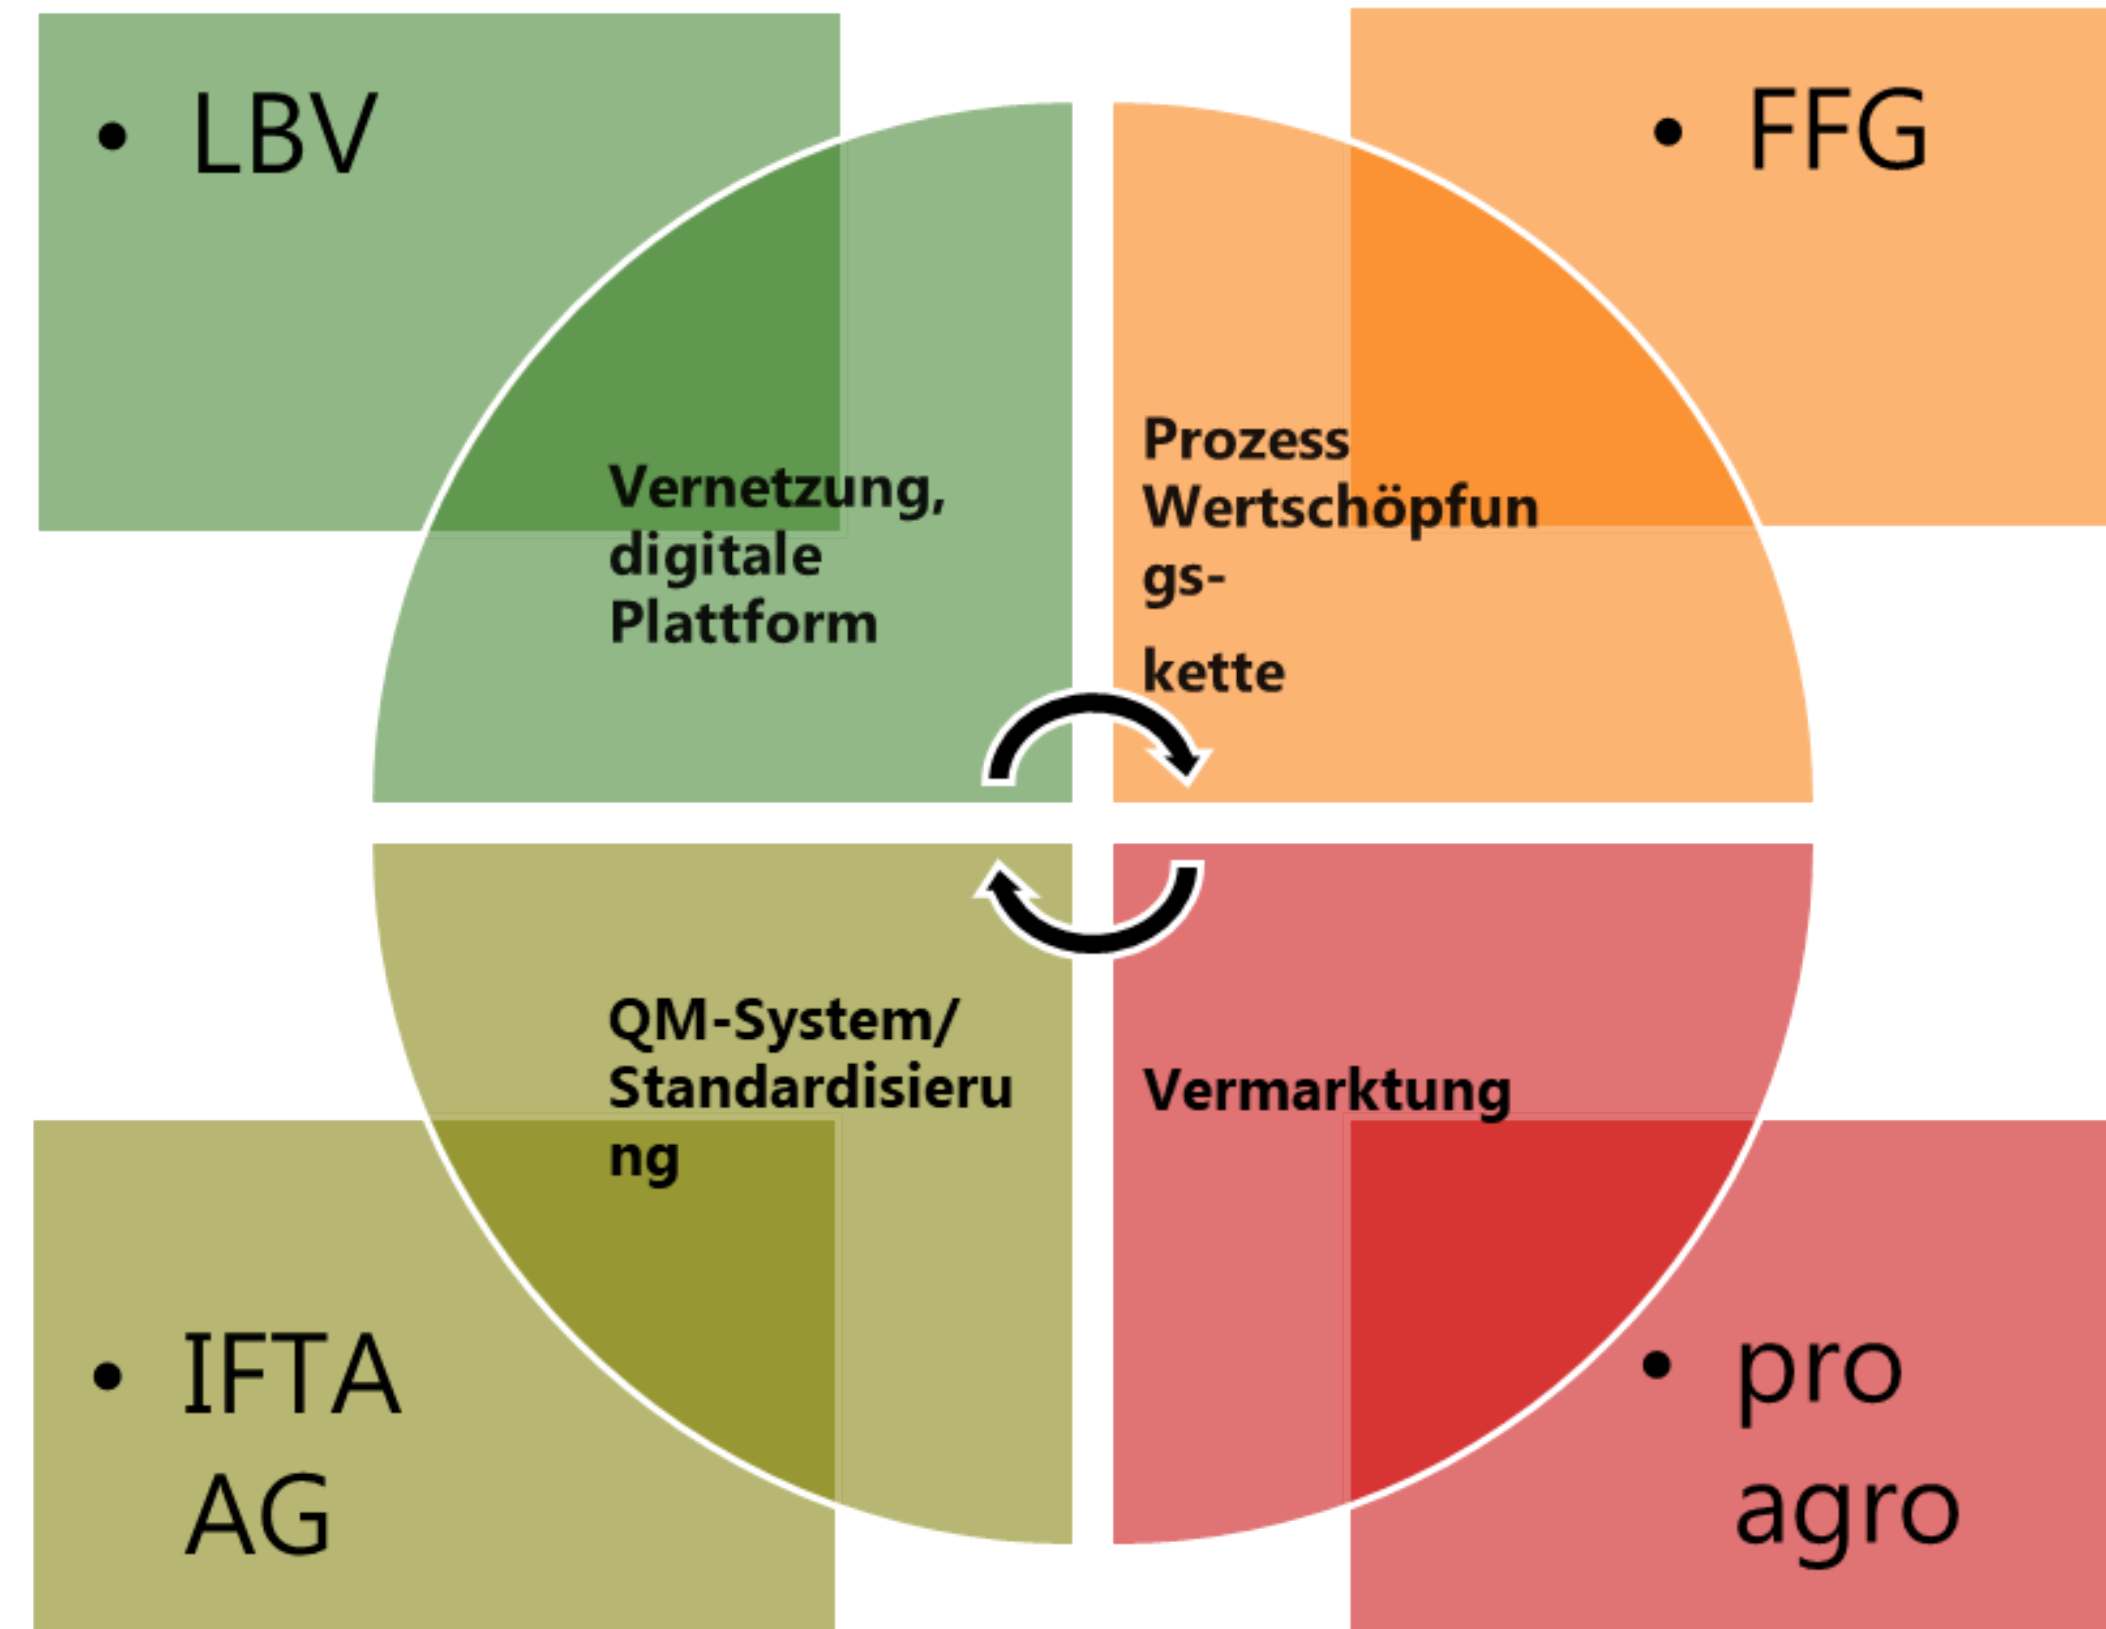 • LBV
• FFG
Vernetzung,
digitale
Plattform
Prozess
Wertschöpfun
gs-
kette
QM-System/
Standardisieru
ng
Vermarktung
• IFTA
AG
• pro
agro